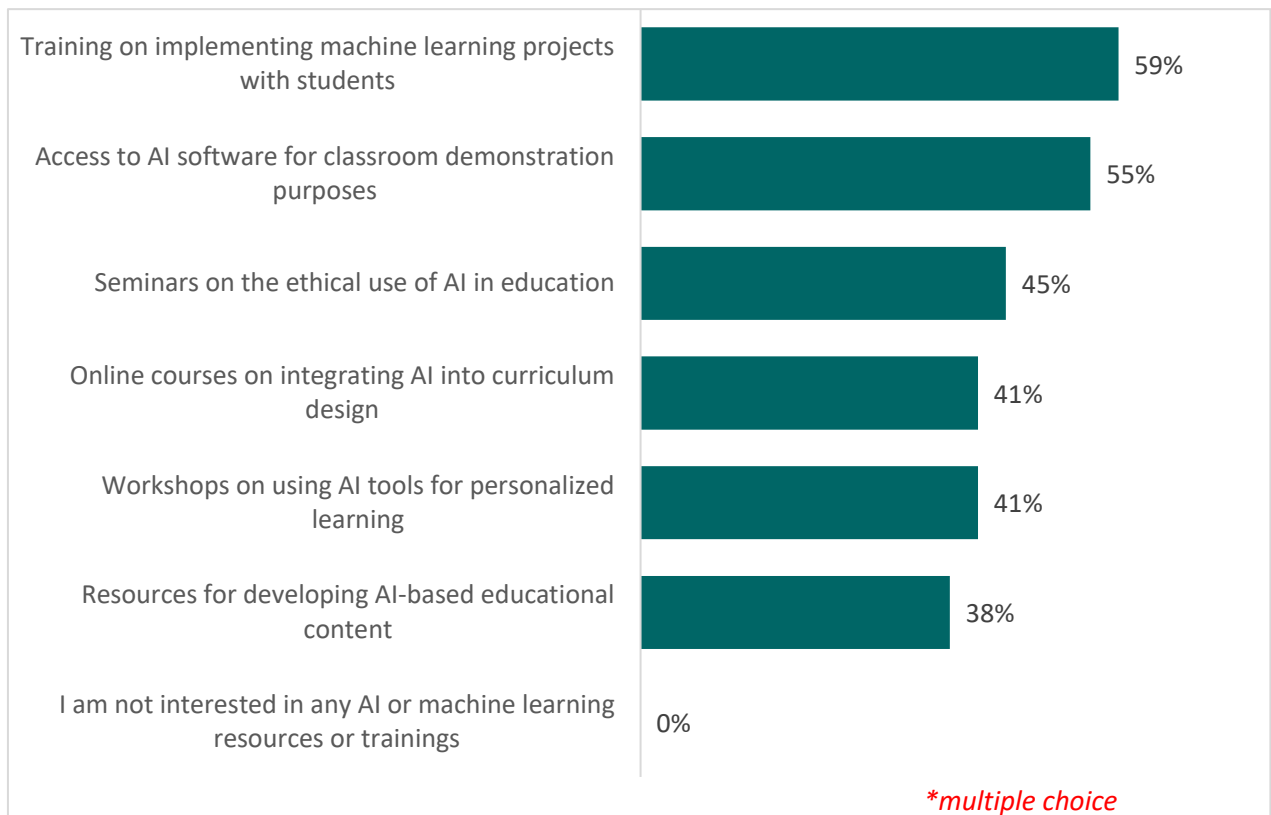 Training on implementing machine learning projects
with students
59%
Access to AI software for classroom demonstration
purposes
55%
Seminars on the ethical use of AI in education
45%
Online courses on integrating AI into curriculum
design
41%
Workshops on using AI tools for personalized
learning
41%
Resources for developing AI-based educational
content
38%
I am not interested in any AI or machine learning
resources or trainings
0%
*multiple choice